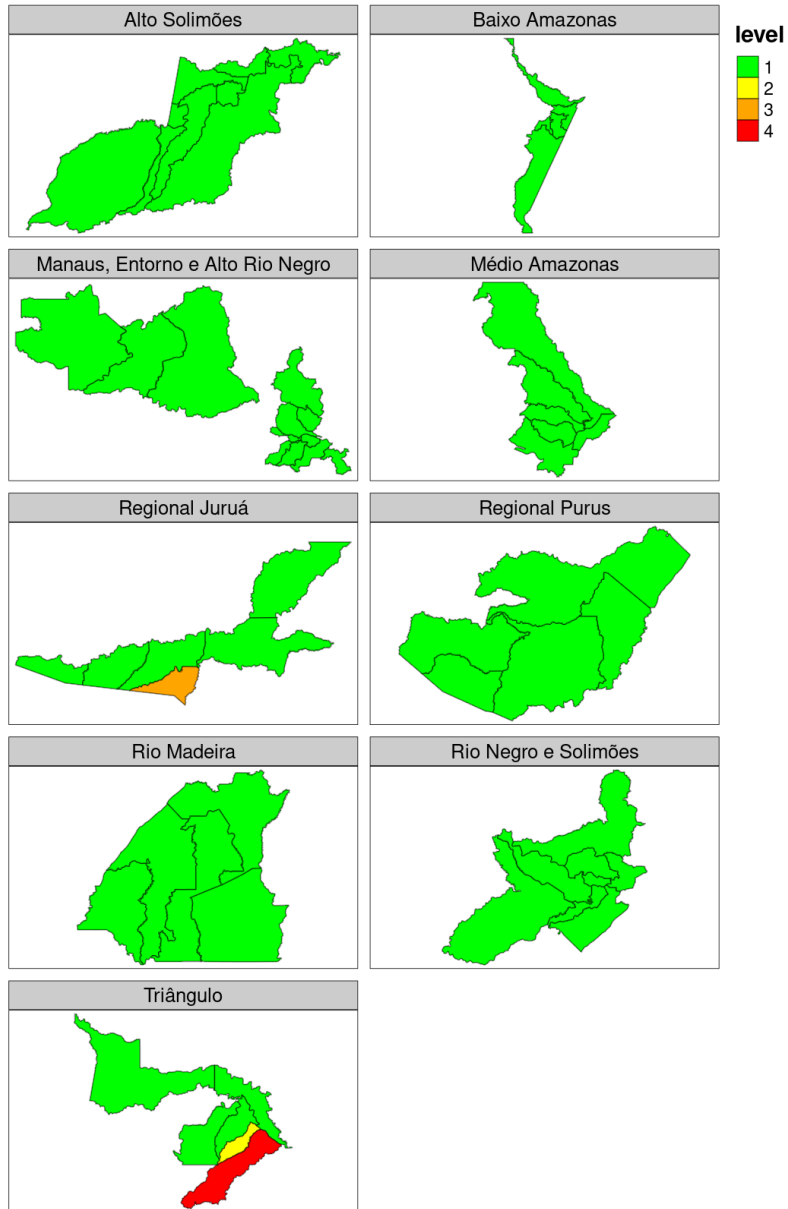 Alto Solimões
Baixo Amazonas
level
1
2
3
4
Manaus, Entorno e Alto Rio Negro
Médio Amazonas
Regional Juruá
Regional Purus
Rio Madeira
Rio Negro e Solimões
Triângulo